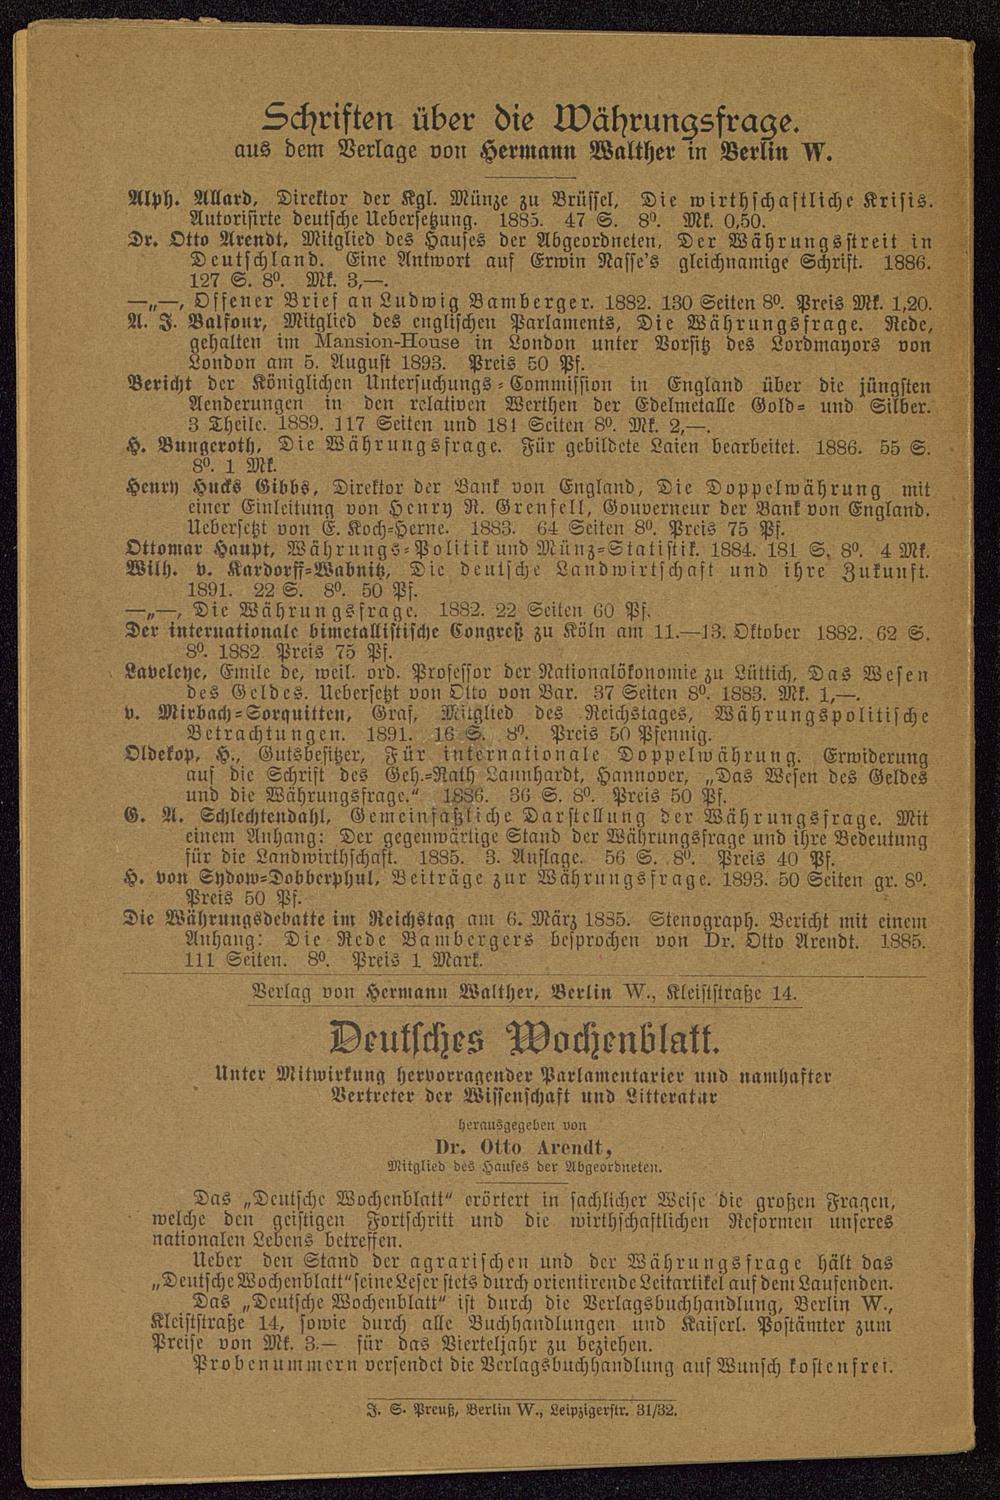 Schriften über die Währungsfrage.
aus dem Verlage von Hermann Walther in Berlin W.
Alph. Allard, Direktor der Kgl. Münze zu Brüssel, Die wirthschaftliche Krisis.
Autorisirte deutsche Uebersetzung. 1885. 47 S. 8⁰. Mk. 0,50.
Dr. Otto Arendt, Mitglied des Hauses der Abgeordneten, Der Währungsstreit in
Deutschland. Eine Antwort auf Erwin Nasse's gleichnamige Schrift. 1886.
127 S. 8⁰. Mk. 3,—.
—„—, Offener Brief an Ludwig Bamberger. 1882. 130 Seiten 8⁰. Preis Mk. 1,20.
A. J. Balfour, Mitglied des englischen Parlaments, Die Währungsfrage. Rede,
gehalten im Mansion-House in London unter Vorsitz des Lordmayors von
London am 5. August 1893. Preis 50 Pf.
Bericht der Königlichen Untersuchungs-Commission in England über die jüngsten
Aenderungen in den relativen Werthen der Edelmetalle Gold- und Silber.
3 Theile. 1889. 117 Seiten und 181 Seiten 8⁰. Mk. 2,—.
H. Bungeroth, Die Währungsfrage. Für gebildete Laien bearbeitet. 1886. 55 S.
8⁰. 1 Mk.
Henry Hucks Gibbs, Direktor der Bank von England, Die Doppelwährung mit
einer Einleitung von Henry R. Grenfell, Gouverneur der Bank von England.
Uebersetzt von E. Koch-Herne. 1883. 64 Seiten 8⁰. Preis 75 Pf.
Ottomar Haupt, Währungs-Politik und Münz-Statistik. 1884. 181 S. 8⁰. 4 Mk.
Wilh. v. Kardorff-Wabnitz, Die deutsche Landwirtschaft und ihre Zukunft.
1891. 22 S. 8⁰. 50 Pf.
—„—, Die Währungsfrage. 1882. 22 Seiten 60 Pf.
Der internationale bimetallistische Congreß zu Köln am 11.—13. Oktober 1882. 62 S.
8⁰. 1882. Preis 75 Pf.
Laveleye, Emile de, weil. ord. Professor der Nationalökonomie zu Lüttich, Das Wesen
des Geldes. Uebersetzt von Otto von Bar. 37 Seiten 8⁰. 1883. Mk. 1,—.
v. Mirbach-Sorquitten, Graf, Mitglied des Reichstages, Währungspolitische
Betrachtungen. 1891. 16 S. 8⁰. Preis 50 Pfennig.
Oldekop, H., Gutsbesitzer, Für internationale Doppelwährung. Erwiderung
auf die Schrift des Geh.-Rath Launhardt, Hannover, „Das Wesen des Geldes
und die Währungsfrage.“ 1886. 36 S. 8⁰. Preis 50 Pf.
G. A. Schlechtendahl, Gemeinfaßliche Darstellung der Währungsfrage. Mit
einem Anhang: Der gegenwärtige Stand der Währungsfrage und ihre Bedeutung
für die Landwirthschaft. 1885. 3. Auflage. 56 S. 8⁰. Preis 40 Pf.
H. von Sydow-Dobberphul, Beiträge zur Währungsfrage. 1893. 50 Seiten gr. 8⁰.
Preis 50 Pf.
Die Währungsdebatte im Reichstag am 6. März 1885. Stenograph. Bericht mit einem
Anhang: Die Rede Bambergers besprochen von Dr. Otto Arendt. 1885.
111 Seiten. 8⁰. Preis 1 Mark.
Verlag von Hermann Walther, Berlin W., Kleiststraße 14.
Deutsches Wochenblatt.
Unter Mitwirkung hervorragender Parlamentarier und namhafter
Vertreter der Wissenschaft und Litteratur
herausgegeben von
Dr. Otto Arendt,
Mitglied des Hauses der Abgeordneten.
Das „Deutsche Wochenblatt“ erörtert in sachlicher Weise die großen Fragen,
welche den geistigen Fortschritt und die wirthschaftlichen Reformen unseres
nationalen Lebens betreffen.
Ueber den Stand der agrarischen und der Währungsfrage hält das
„Deutsche Wochenblatt“ seine Leser stets durch orientirende Leitartikel auf dem Laufenden.
Das „Deutsche Wochenblatt“ ist durch die Verlagsbuchhandlung, Berlin W.,
Kleiststraße 14, sowie durch alle Buchhandlungen und Kaiserl. Postämter zum
Preise von Mk. 3.— für das Vierteljahr zu beziehen.
Probenummern versendet die Verlagsbuchhandlung auf Wunsch kostenfrei.
J. S. Preuß, Berlin W., Leipzigerstr. 31/32.